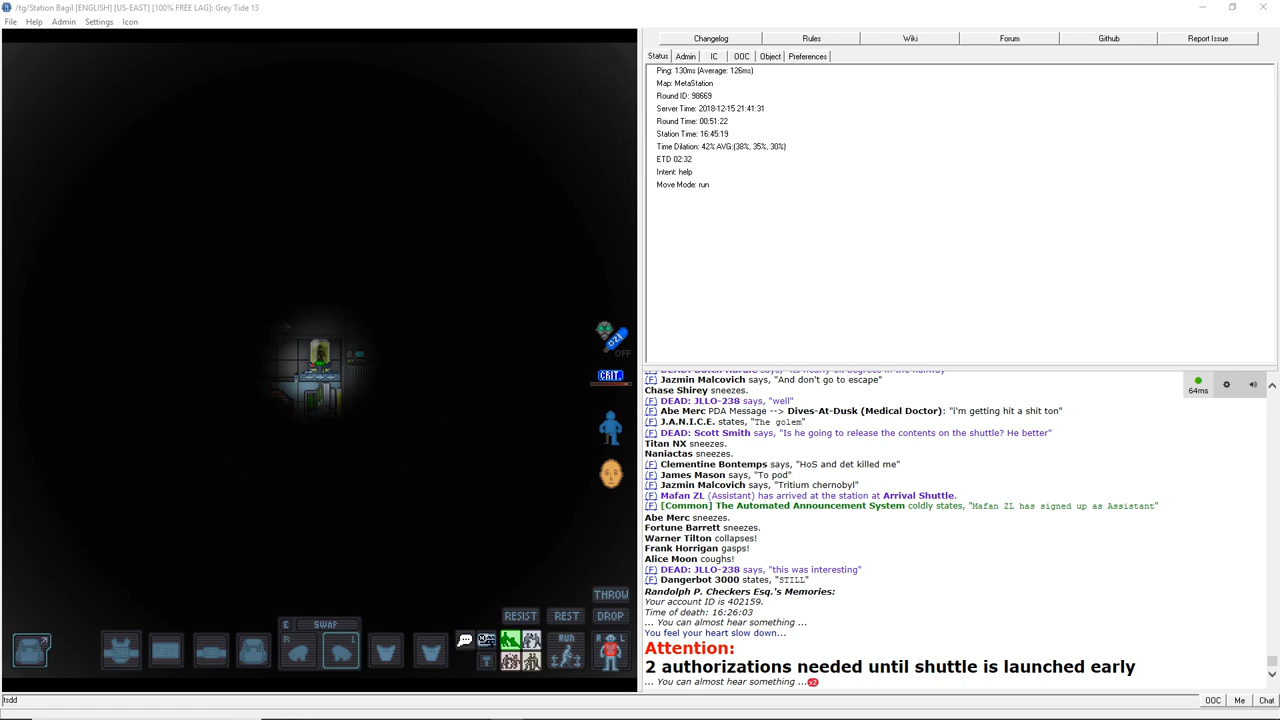 /tg/Station Bagil [ENGLISH] [US-EAST] [100% FREE LAG]: Grey Tide 13
File Help Admin Settings Icon
Changelog Rules Wiki Forum Github Report Issue
Status Admin IC OOC Object Preferences
Ping: 130ms (Average: 126ms)
Map: MetaStation
Round ID: 98669
Server Time: 2018-12-15 21:41:31
Round Time: 00:51:22
Station Time: 16:45:19
Time Dilation: 42% AVG:(38%, 35%, 30%)
ETD 02:32
Intent: help
Move Mode: run
O2
OFF
CRIT
THROW
RESIST REST DROP
E SWAP
R L
RUN
R L
T
64ms
(F) Jazmin Malcovich says, "And don't go to escape"
Chase Shirey sneezes.
(F) DEAD: JLLO-238 says, "well"
(F) Abe Merc PDA Message --> Dives-At-Dusk (Medical Doctor): "i'm getting hit a shit ton"
(F) J.A.N.I.C.E. states, "The golem"
(F) DEAD: Scott Smith says, "Is he going to release the contents on the shuttle? He better"
Titan NX sneezes.
Naniactas sneezes.
(F) Clementine Bontemps says, "HoS and det killed me"
(F) James Mason says, "To pod"
(F) Jazmin Malcovich says, "Tritium chernobyl"
(F) Mafan ZL (Assistant) has arrived at the station at Arrival Shuttle.
(F) [Common] The Automated Announcement System coldly states, "Mafan ZL has signed up as Assistant"
Abe Merc sneezes.
Fortune Barrett sneezes.
Warner Tilton collapses!
Frank Horrigan gasps!
Alice Moon coughs!
(F) DEAD: JLLO-238 says, "this was interesting"
(F) Dangerbot 3000 states, "STILL"
Randolph P. Checkers Esq.'s Memories:
Your account ID is 402159.
Time of death: 16:26:03
... You can almost hear something ...
You feel your heart slow down...
Attention:
2 authorizations needed until shuttle is launched early
... You can almost hear something ... x2
OOC Me Chat